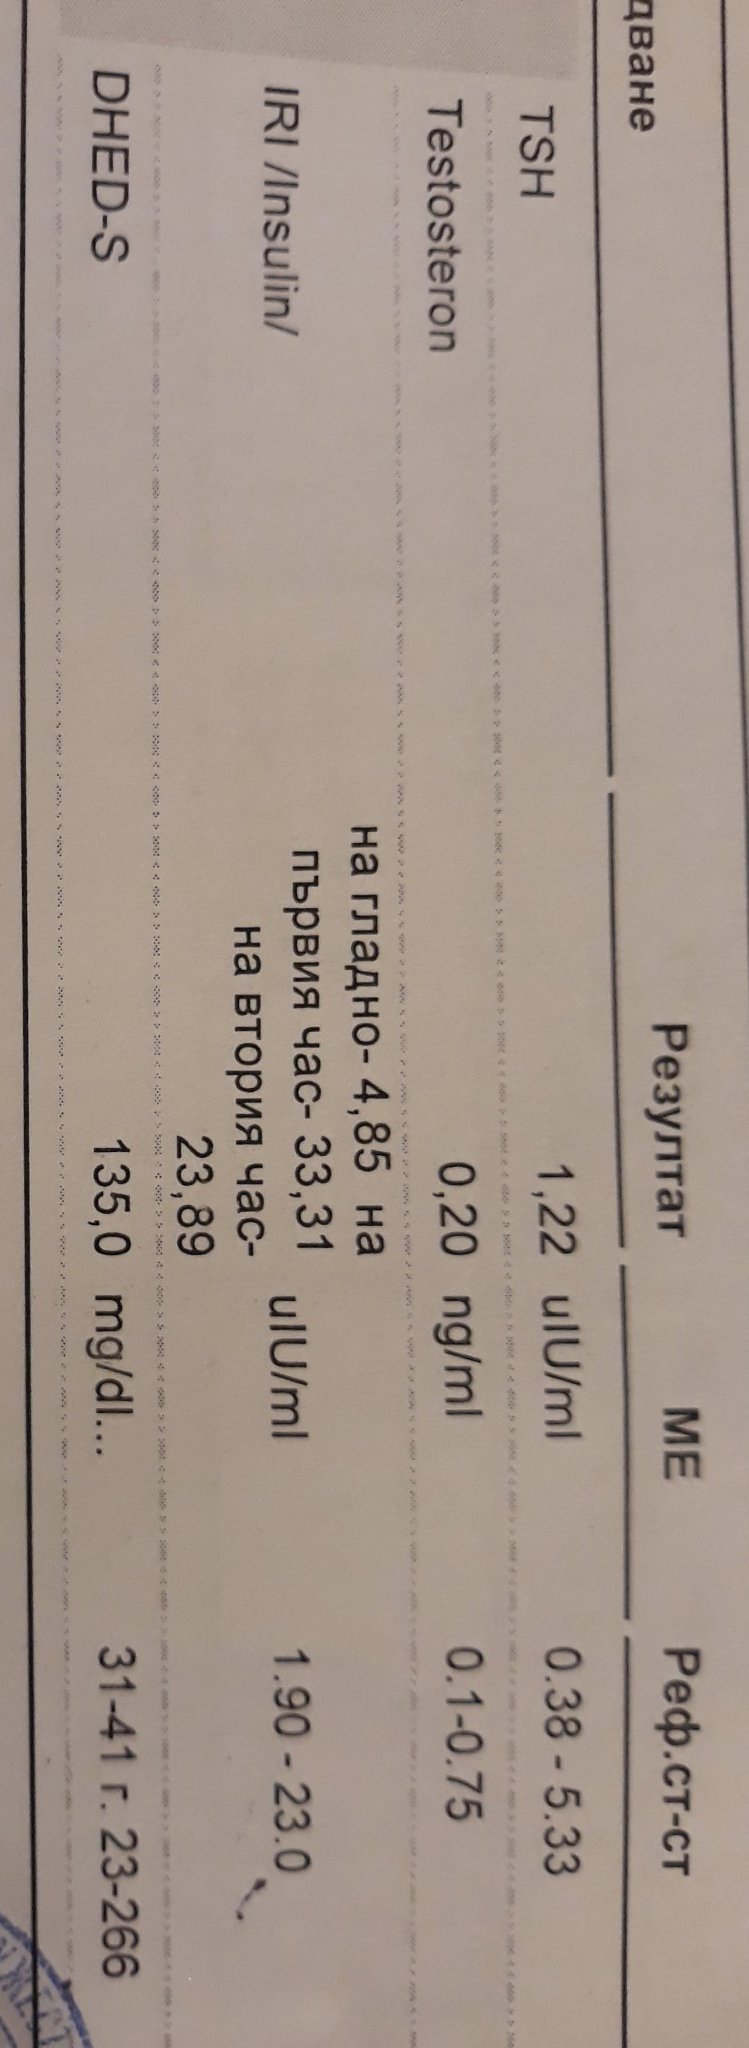 дване Резултат МЕ Реф.ст-ст
TSH 1,22 uIU/ml 0.38 - 5.33
Testosteron 0,20 ng/ml 0.1-0.75
на гладно- 4,85 на
IRI /Insulin/ първия час- 33,31 uIU/ml 1.90 - 23.0
на втория час-
23,89
DHED-S 135,0 mg/dl... 31-41 г. 23-266